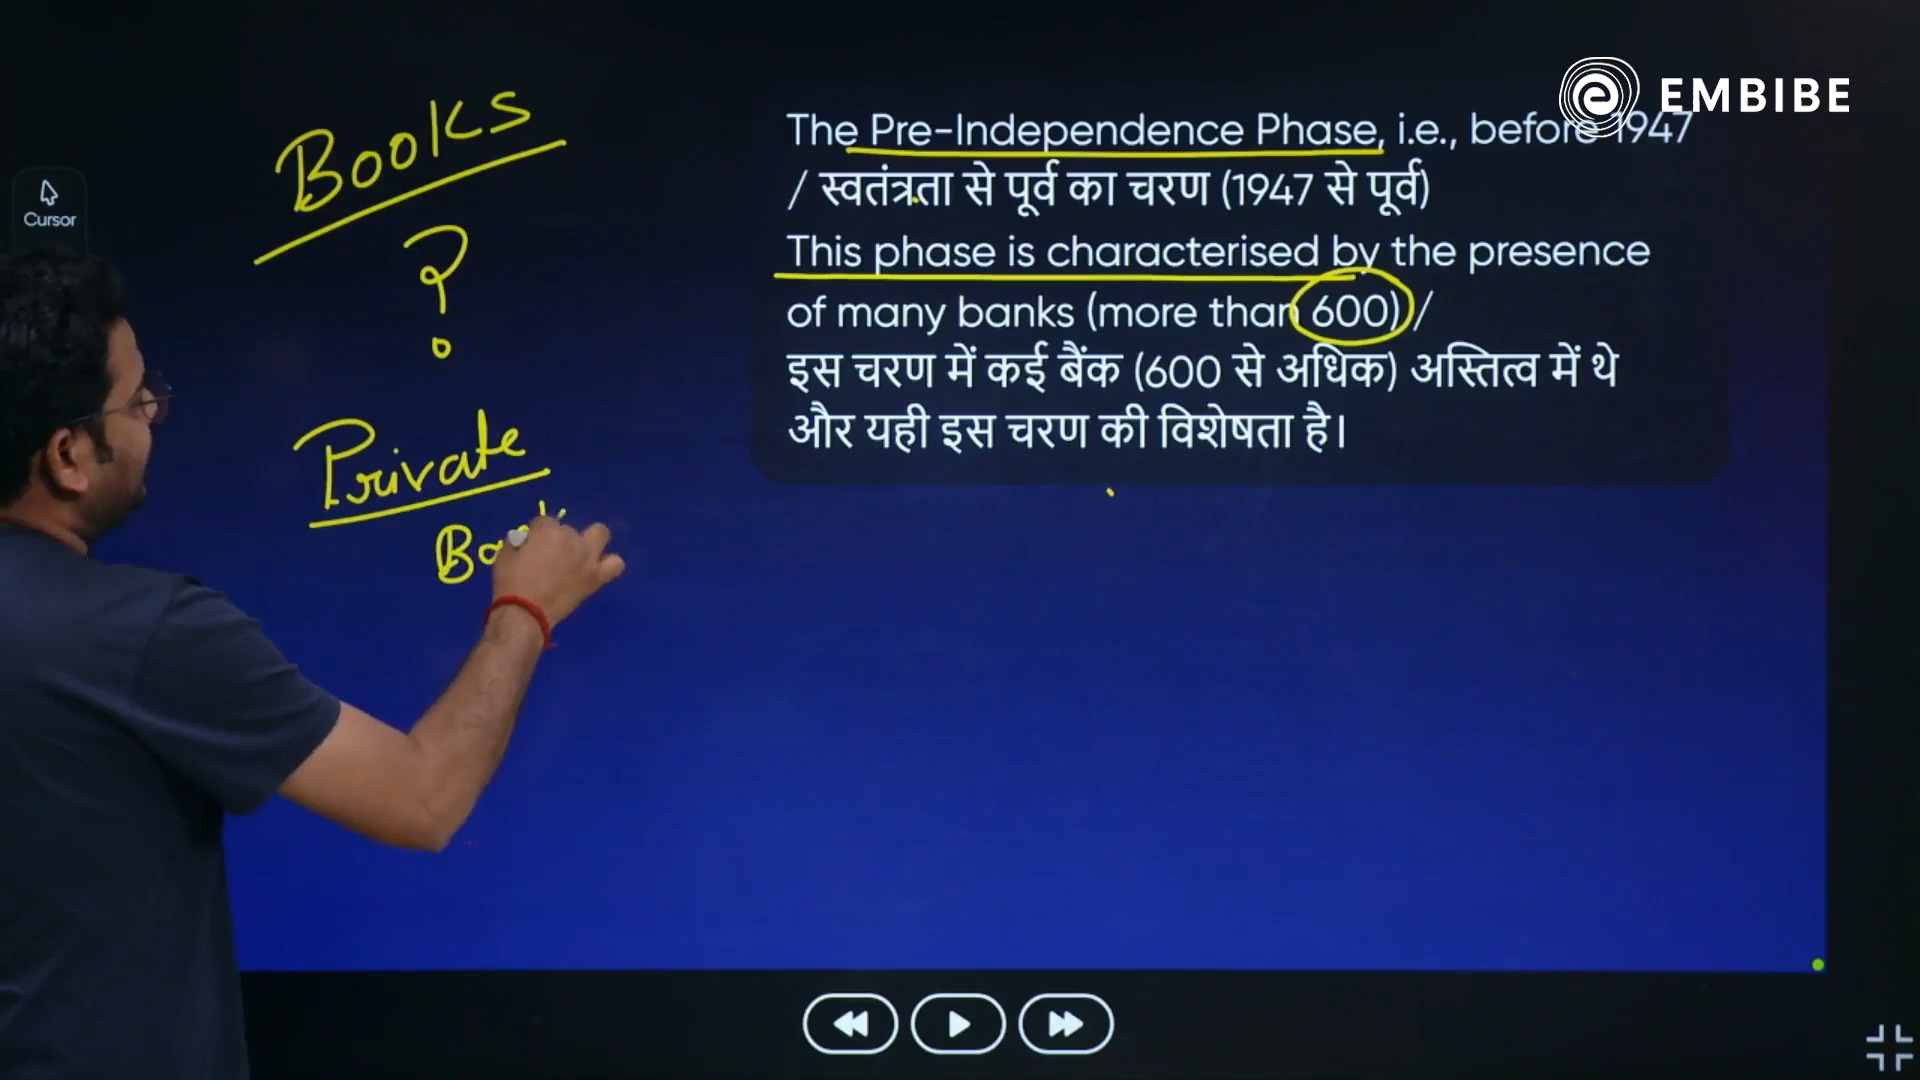 EMBIBE
Cursor
Books
?
Private
The Pre-Independence Phase, i.e., before 1947
/ स्वतंत्रता से पूर्व का चरण (1947 से पूर्व)
This phase is characterised by the presence
of many banks (more than 600) /
इस चरण में कई बैंक (600 से अधिक) अस्तित्व में थे
और यही इस चरण की विशेषता है।